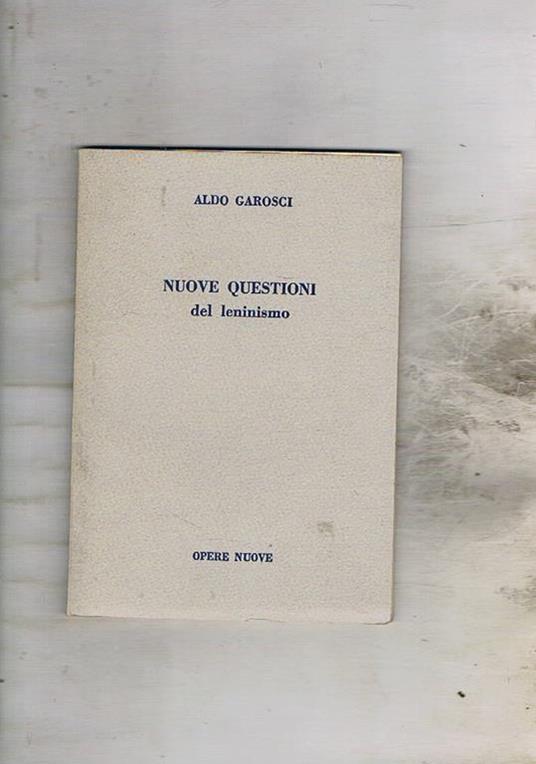 ALDO GAROSCI
NUOVE QUESTIONI
del leninismo
OPERE NUOVE